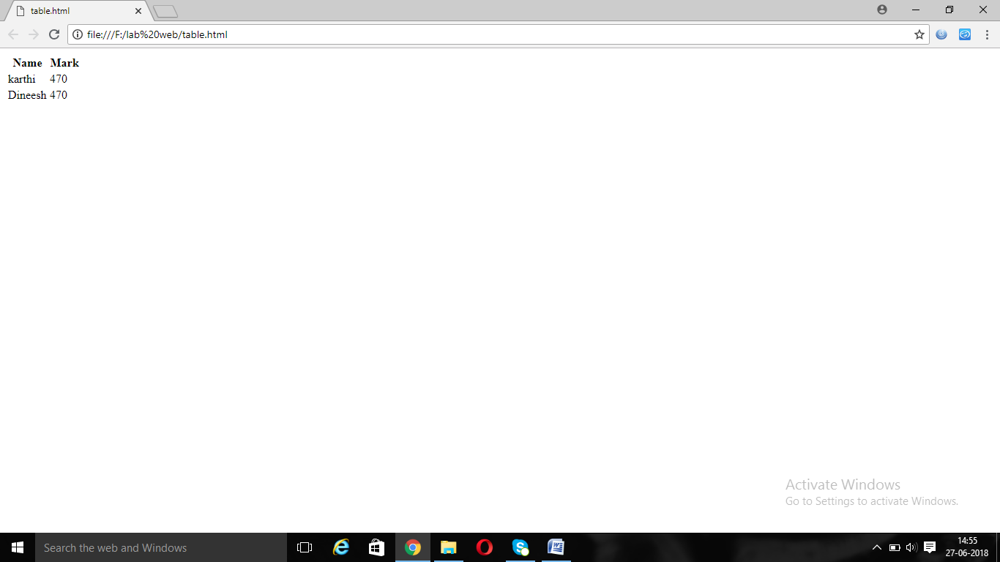 table.html
file:///F:/lab%20web/table.html
Name Mark
karthi 470
Dineesh 470
Activate Windows
Go to Settings to activate Windows.
Search the web and Windows
14:55
27-06-2018